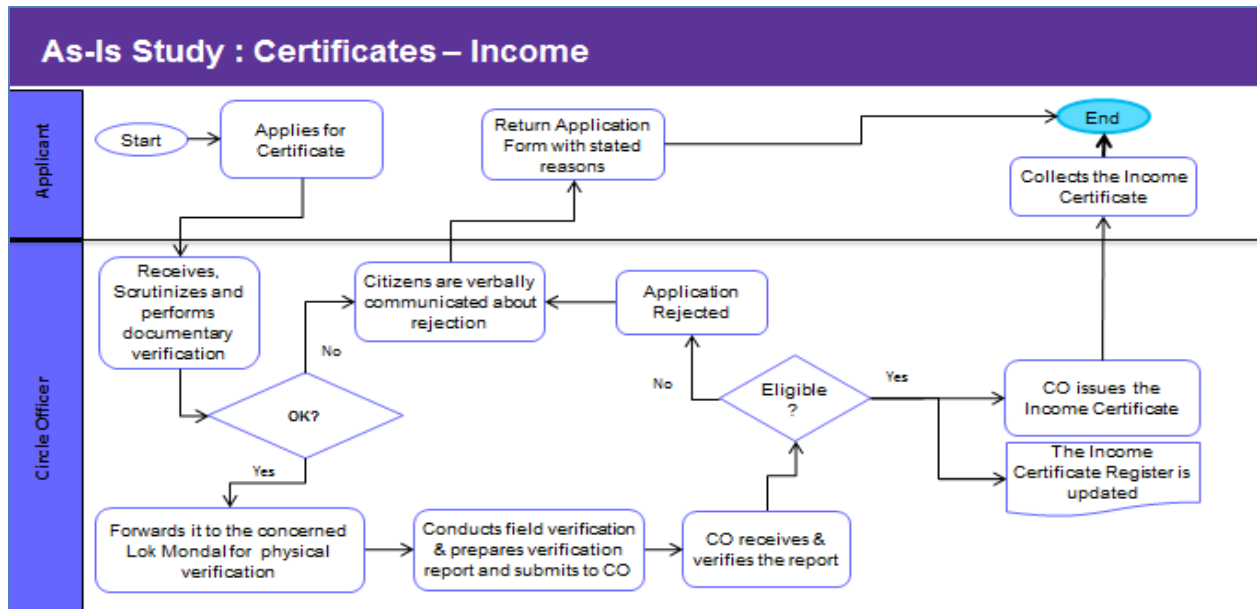 As-Is Study : Certificates – Income
Applicant
Start
Applies for
Certificate
Return Application
Form with stated
reasons
End
Collects the Income
Certificate
Circle Officer
Receives,
Scrutinizes and
performs
documentary
verification
Citizens are verbally
communicated about
rejection
Application
Rejected
No
OK?
Yes
No
Eligible
?
Yes
CO issues the
Income Certificate
The Income
Certificate Register is
updated
Forwards it to the concerned
Lok Mondal for physical
verification
Conducts field verification
& prepares verification
report and submits to CO
CO receives &
verifies the report